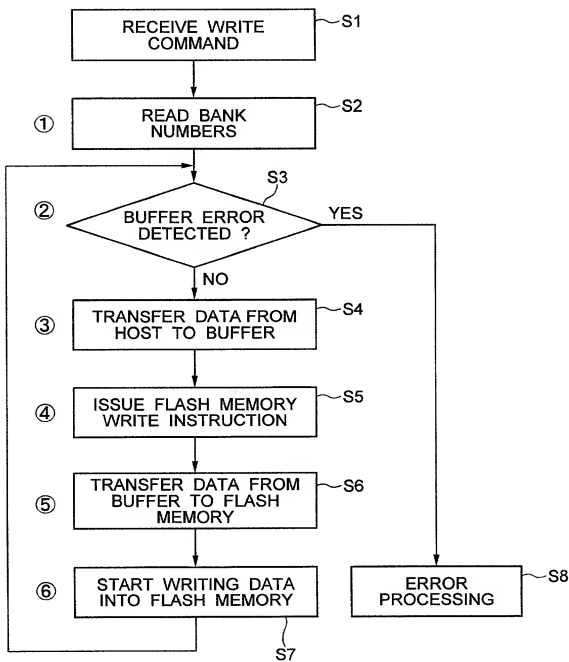 RECEIVE WRITE
COMMAND
S1
① READ BANK
NUMBERS
S2
② BUFFER ERROR
DETECTED ?
S3
YES
NO
③ TRANSFER DATA FROM
HOST TO BUFFER
S4
④ ISSUE FLASH MEMORY
WRITE INSTRUCTION
S5
⑤ TRANSFER DATA FROM
BUFFER TO FLASH
MEMORY
S6
⑥ START WRITING DATA
INTO FLASH MEMORY
S7
ERROR
PROCESSING
S8